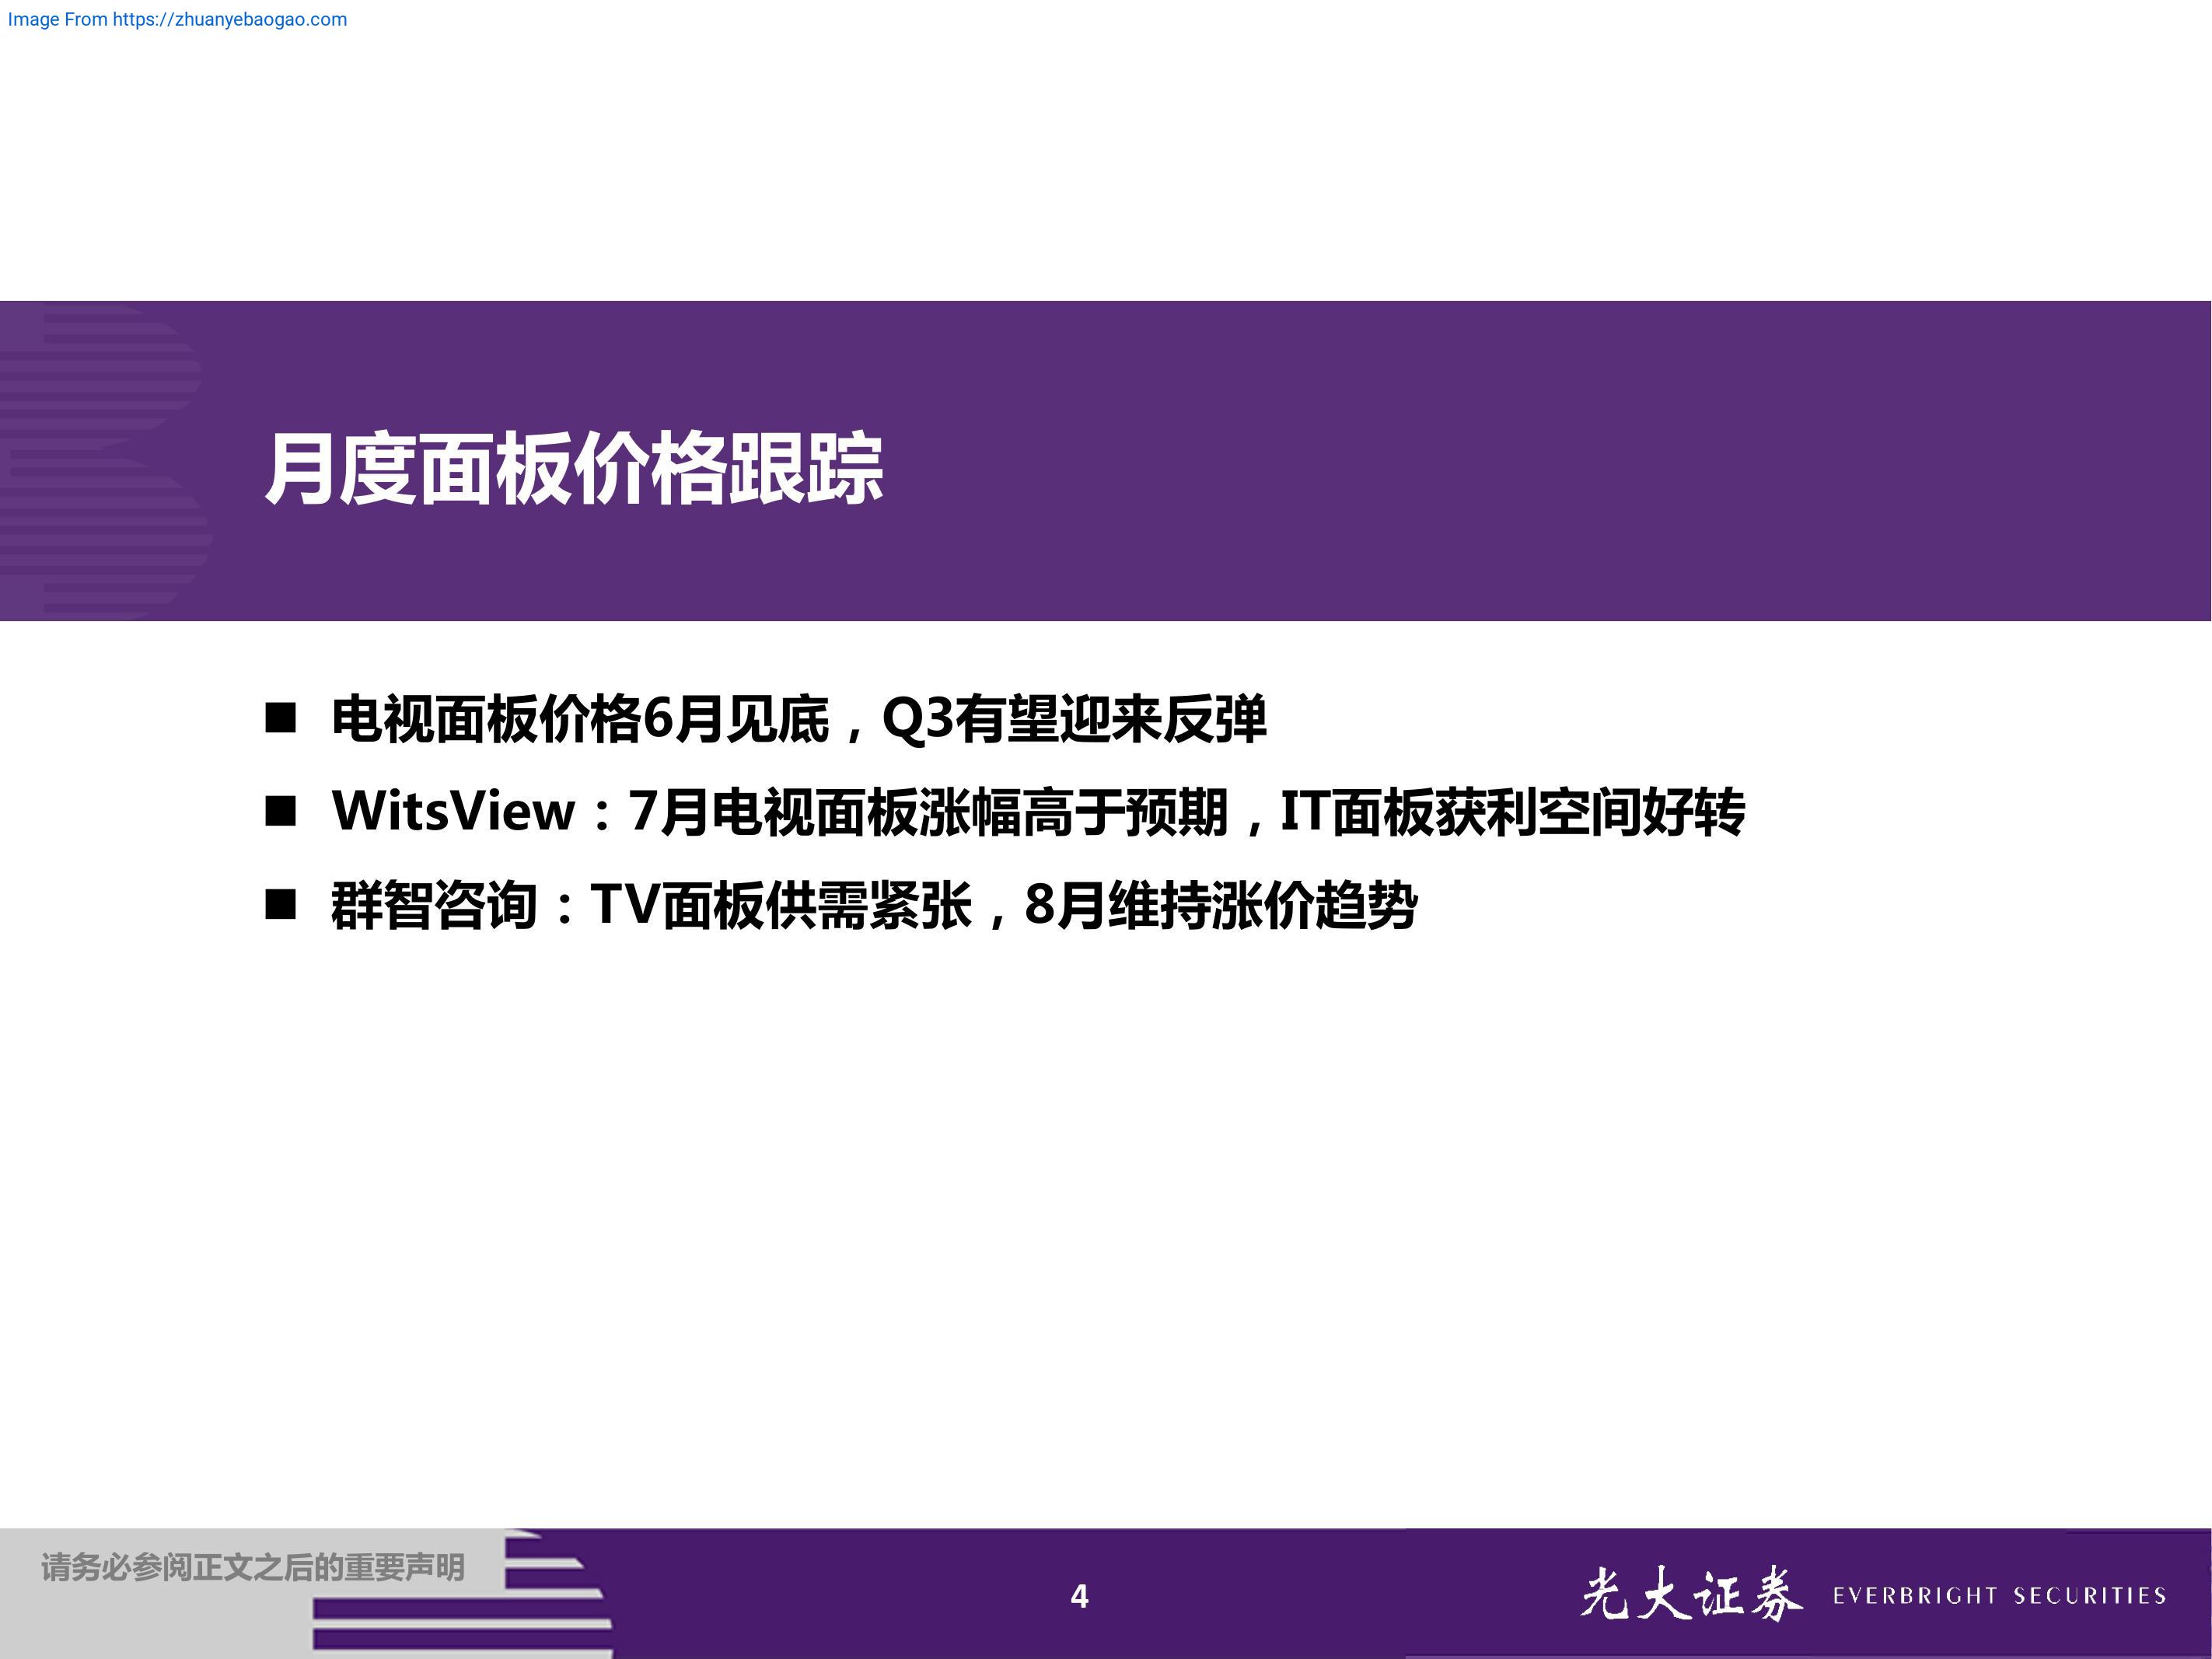 Image From https://zhuanyebaogao.com
月度面板价格跟踪
■ 电视面板价格6月见底，Q3有望迎来反弹
■ WitsView：7月电视面板涨幅高于预期，IT面板获利空间好转
■ 群智咨询：TV面板供需紧张，8月维持涨价趋势
请务必参阅正文之后的重要声明
4
光大证券 EVERBRIGHT SECURITIES